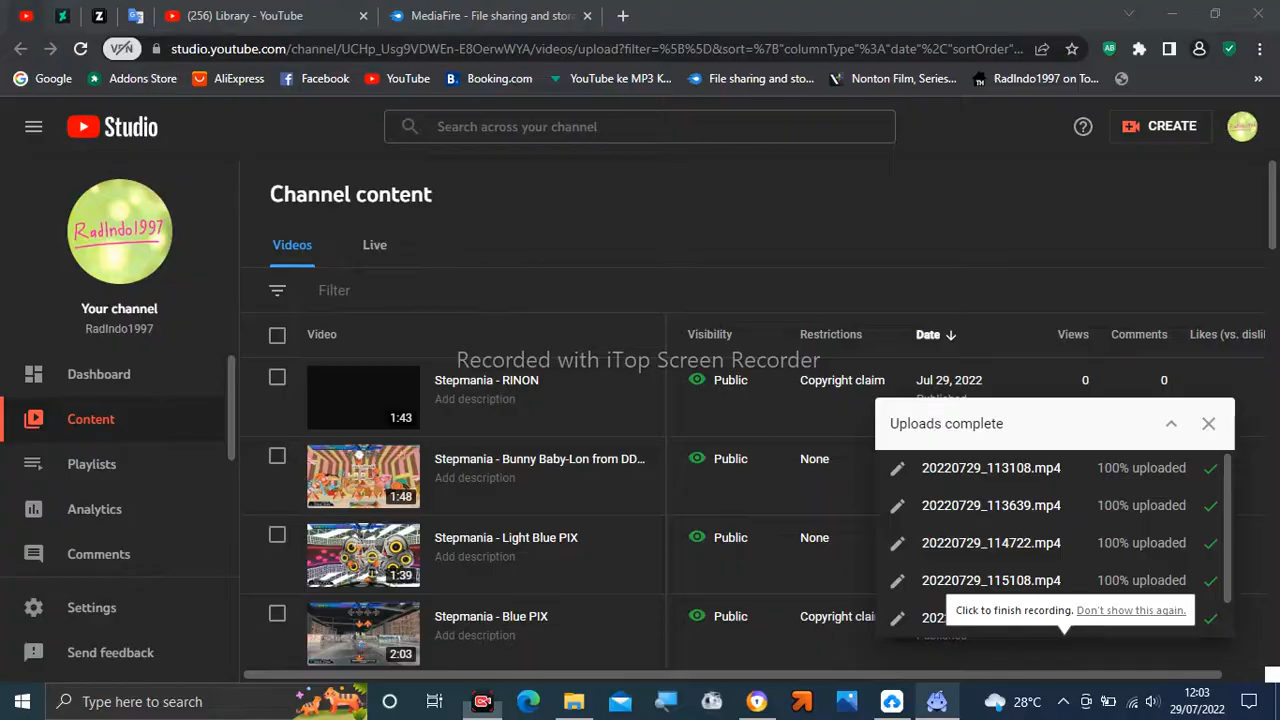 (256) Library - YouTube
MediaFire - File sharing and stora
VPN
studio.youtube.com/channel/UCHp_Usg9VDWEn-E8OerwWYA/videos/upload?filter=%5B%5D&sort=%7B"columnType"%3A"date"%2C"sortOrder"...
Google
Addons Store
AliExpress
Facebook
YouTube
Booking.com
YouTube ke MP3 K...
File sharing and sto...
Nonton Film, Series...
RadIndo1997 on To...
»
Studio
Search across your channel
CREATE
RadIndo1997
Your channel
RadIndo1997
Dashboard
Content
Playlists
Analytics
Comments
Settings
Send feedback
Channel content
Videos
Live
Filter
Video
Visibility
Restrictions
Date
Views
Comments
Likes (vs. dislil
Recorded with iTop Screen Recorder
Stepmania - RINON
Add description
1:43
Public
Copyright claim
Jul 29, 2022
Published
0
0
Stepmania - Bunny Baby-Lon from DD...
Add description
1:48
Public
None
Stepmania - Light Blue PIX
Add description
1:39
Public
None
Stepmania - Blue PIX
Add description
2:03
Public
Copyright claim
Published
Uploads complete
20220729_113108.mp4
100% uploaded
20220729_113639.mp4
100% uploaded
20220729_114722.mp4
100% uploaded
20220729_115108.mp4
100% uploaded
202
Click to finish recording. Don't show this again.
Type here to search
28°C
12:03
29/07/2022